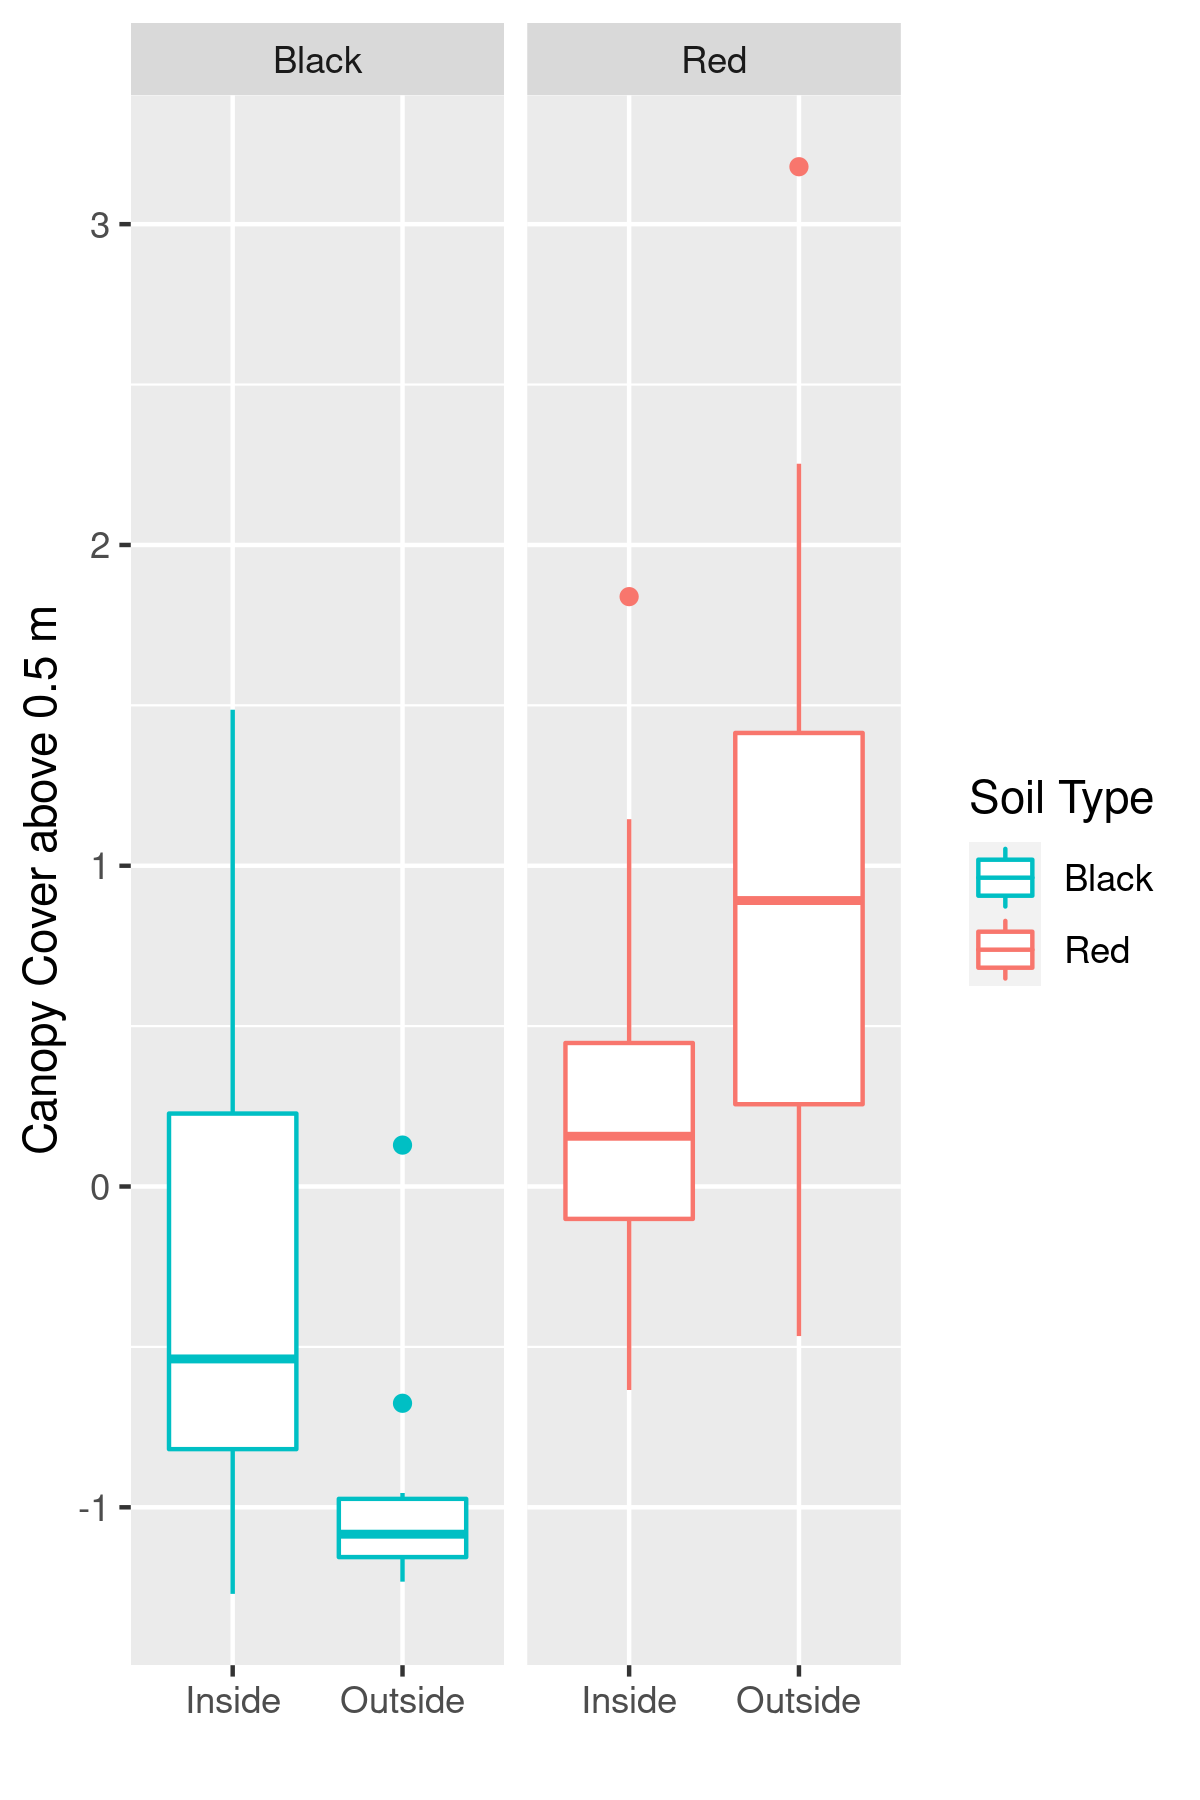 Black
Red
3
2
1
0
-1
Canopy Cover above 0.5 m
Inside
Outside
Inside
Outside
Soil Type
Black
Red